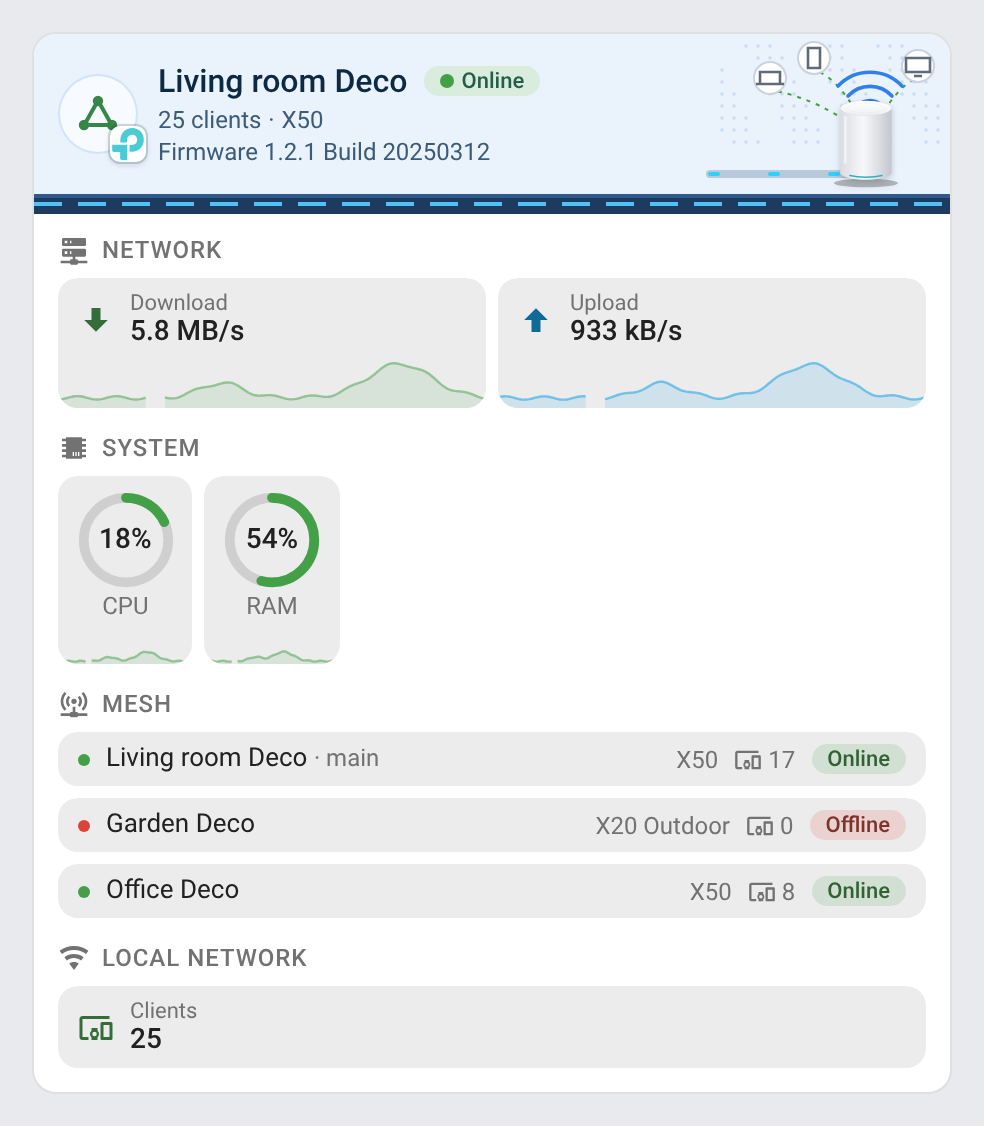 Living room Deco
Online
25 clients · X50
Firmware 1.2.1 Build 20250312
NETWORK
Download
5.8 MB/s
Upload
933 kB/s
SYSTEM
18%
CPU
54%
RAM
MESH
Living room Deco · main X50 17 Online
Garden Deco X20 Outdoor 0 Offline
Office Deco X50 8 Online
LOCAL NETWORK
Clients
25